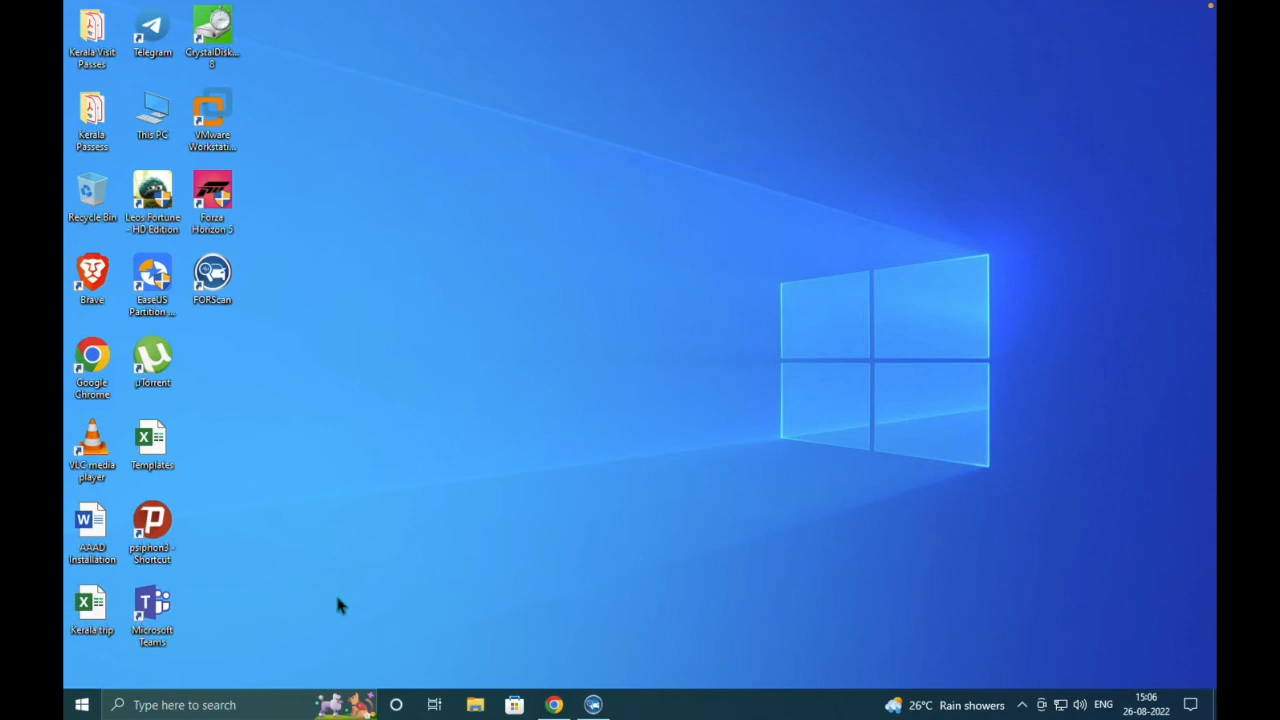 Kerala Visit
Passes
Telegram
CrystalDisk...
8
Kerala
Passess
This PC
VMware
Workstati...
Recycle Bin
Leos Fortune
- HD Edition
Forza
Horizon 5
Brave
EaseUS
Partition ...
FORScan
Google
Chrome
µTorrent
VLC media
player
Templates
AAAD
Installation
psiphon3 -
Shortcut
Kerala trip
Microsoft
Teams
Type here to search
26°C Rain showers
ENG
15:06
26-08-2022